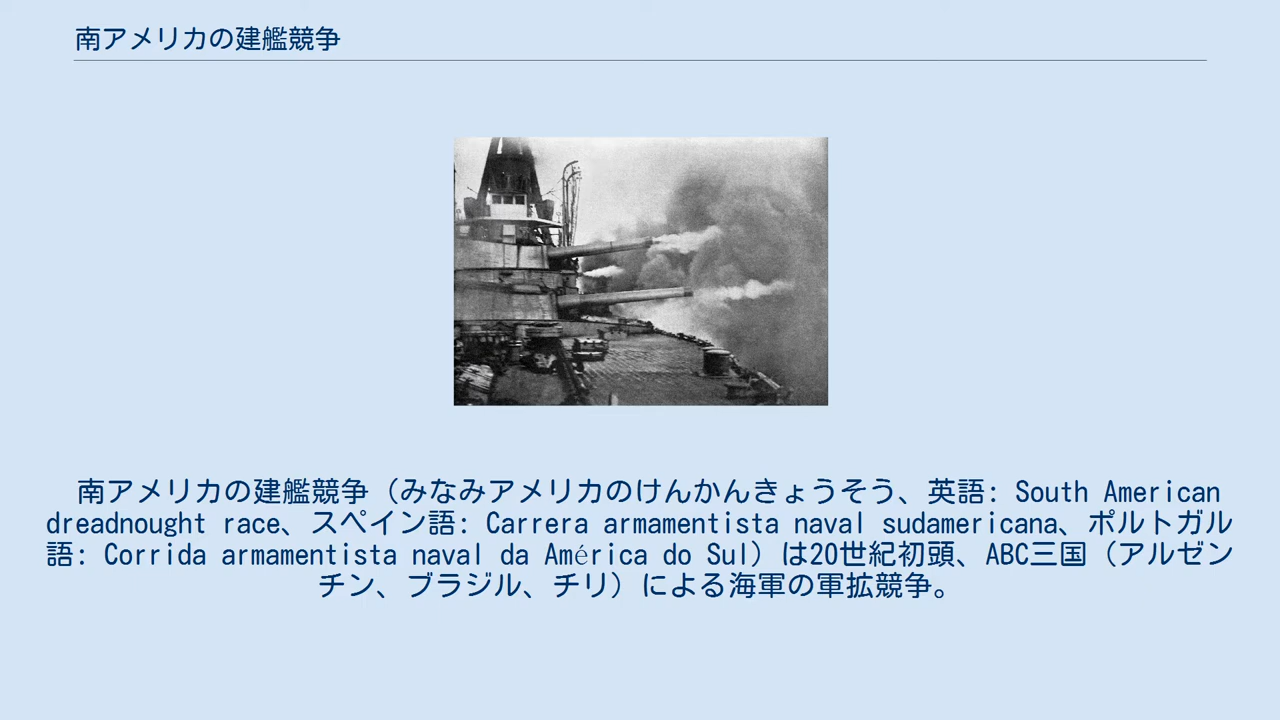 南アメリカの建艦競争
南アメリカの建艦競争（みなみアメリカのけんかんきょうそう、英語: South American
dreadnought race、スペイン語: Carrera armamentista naval sudamericana、ポルトガル
語: Corrida armamentista naval da América do Sul）は20世紀初頭、ABC三国（アルゼン
チン、ブラジル、チリ）による海軍の軍拡競争。